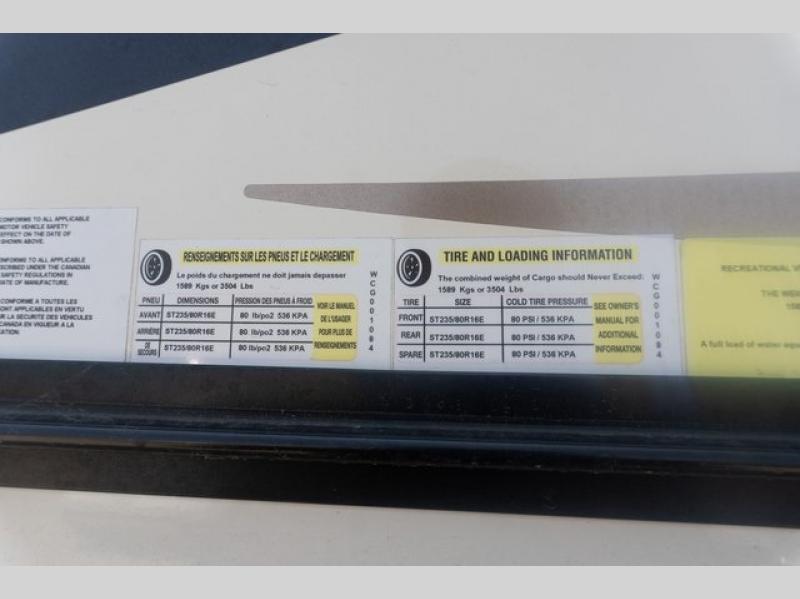 CONFORMS TO ALL APPLICABLE
MOTOR VEHICLE SAFETY
EFFECT ON THE DATE OF
SHOWN ABOVE.
CONFORMS TO ALL APPLICABLE
SCRIBED UNDER THE CANADIAN
SAFETY REGULATIONS IN
DATE OF MANUFACTURE.
CONFORME A TOUTES LES
SONT APPLICABLES EN VERTU
UR LA SECURITE DES VEHICULES
CANADA EN VIGUEUR A LA
CATION:
RENSEIGNEMENTS SUR LES PNEUS ET LE CHARGEMENT
Le poids du chargement ne doit jamais depasser
1589 Kgs or 3504 Lbs
PNEU DIMENSIONS PRESSION DES PNEUS À FROID
AVANT ST235/80R16E 80 lb/po2 536 KPA
ARRIÈRE ST235/80R16E 80 lb/po2 536 KPA
DE SECOURS ST235/80R16E 80 lb/po2 536 KPA
VOIR LE MANUEL
DE L'USAGER
POUR PLUS DE
RENSEIGNEMENTS
WCG001094
TIRE AND LOADING INFORMATION
The combined weight of Cargo should Never Exceed:
1589 Kgs or 3504 Lbs
TIRE SIZE COLD TIRE PRESSURE
FRONT ST235/80R16E 80 PSI / 536 KPA
REAR ST235/80R16E 80 PSI / 536 KPA
SPARE ST235/80R16E 80 PSI / 536 KPA
SEE OWNER'S
MANUAL FOR
ADDITIONAL
INFORMATION
WCG001094
RECREATIONAL V
THE WEI
158
A full load of water equ